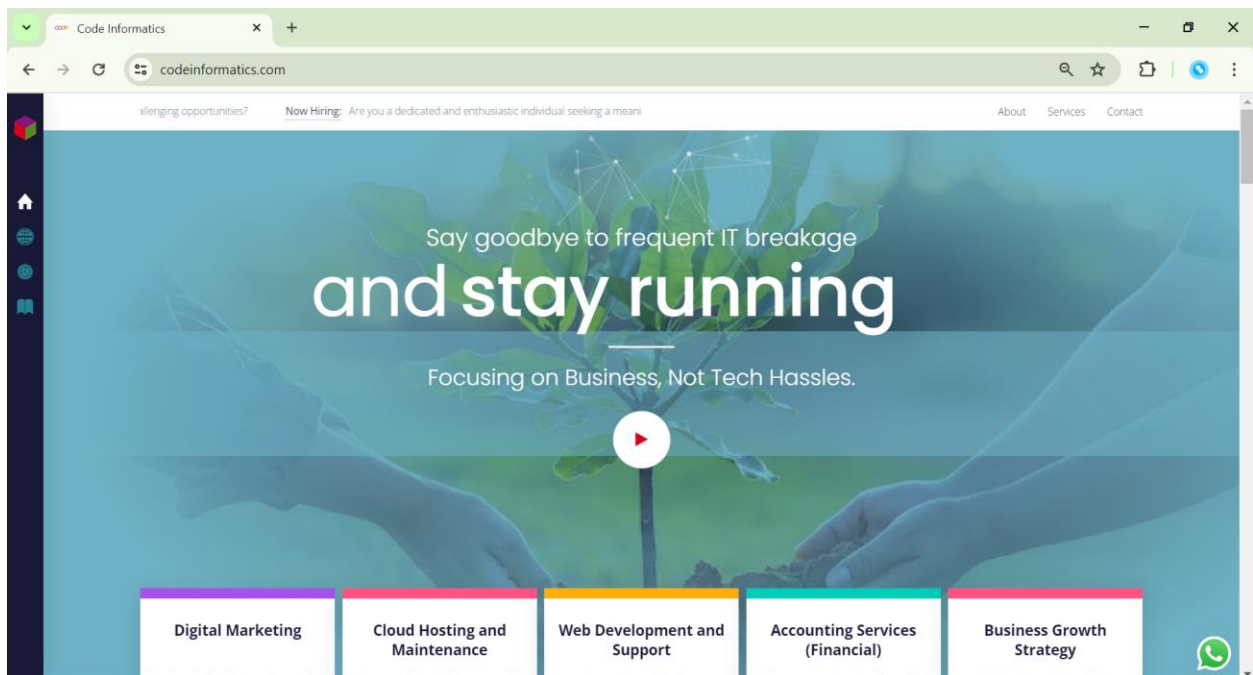 Code Informatics
codeinformatics.com
allenging opportunities? Now Hiring: Are you a dedicated and enthusiastic individual seeking a meani
About Services Contact
Say goodbye to frequent IT breakage
and stay running
Focusing on Business, Not Tech Hassles.
Digital Marketing
Cloud Hosting and
Maintenance
Web Development and
Support
Accounting Services
(Financial)
Business Growth
Strategy